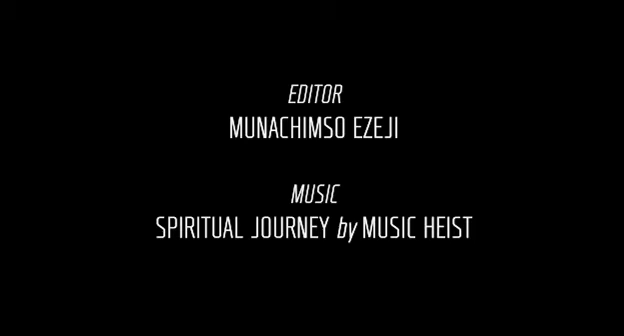 EDITOR
MUNACHIMSO EZEJI
MUSIC
SPIRITUAL JOURNEY by MUSIC HEIST